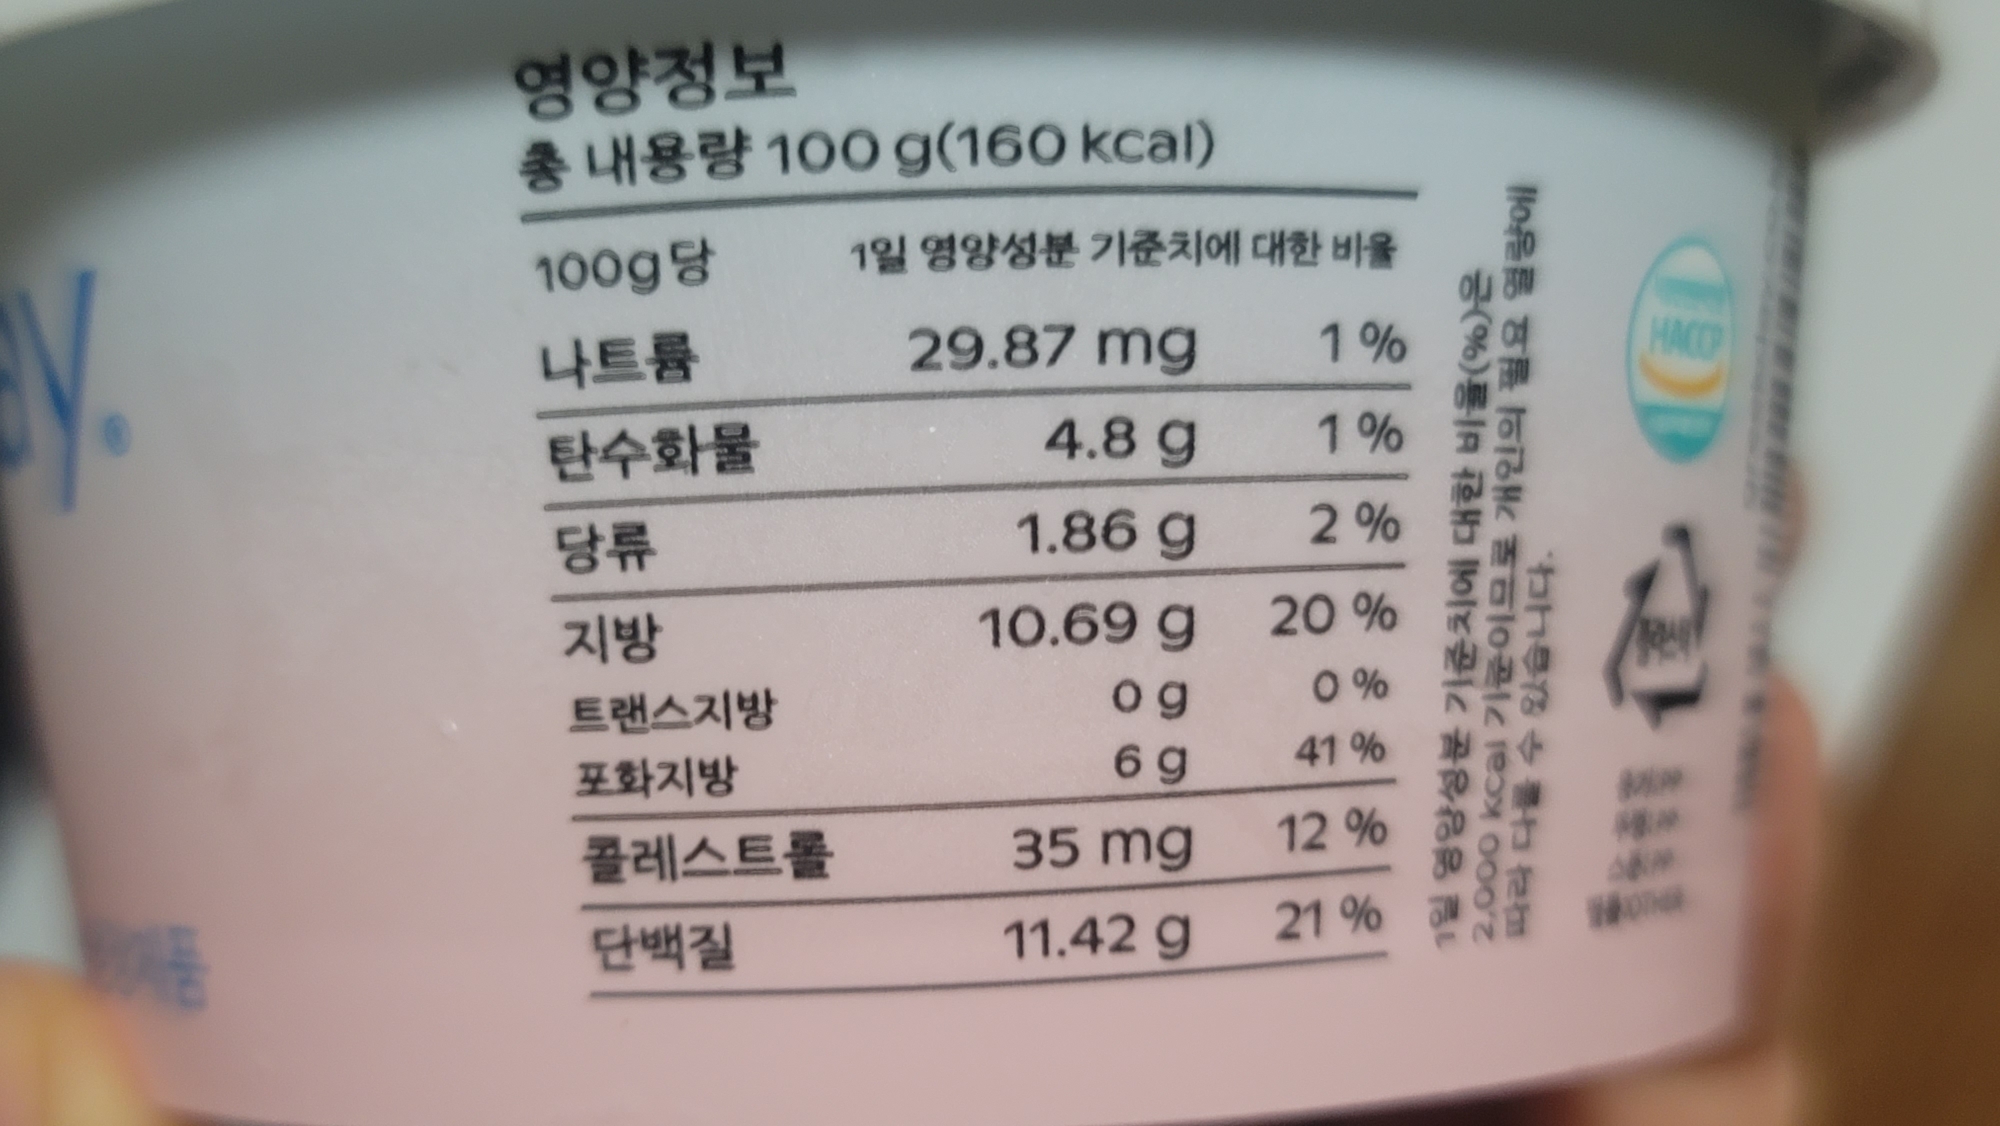 영양정보
총 내용량 100 g(160 kcal)
100g당 1일 영양성분 기준치에 대한 비율
나트륨 29.87 mg 1 %
탄수화물 4.8 g 1 %
당류 1.86 g 2 %
지방 10.69 g 20 %
트랜스지방 0 g 0 %
포화지방 6 g 41 %
콜레스트롤 35 mg 12 %
단백질 11.42 g 21 %
1일 영양성분 기준치에 대한 비율(%)은
2,000 kcal 기준이므로 개인의 필요 열량에
따라 다를 수 있습니다.
HACCP
ay.®